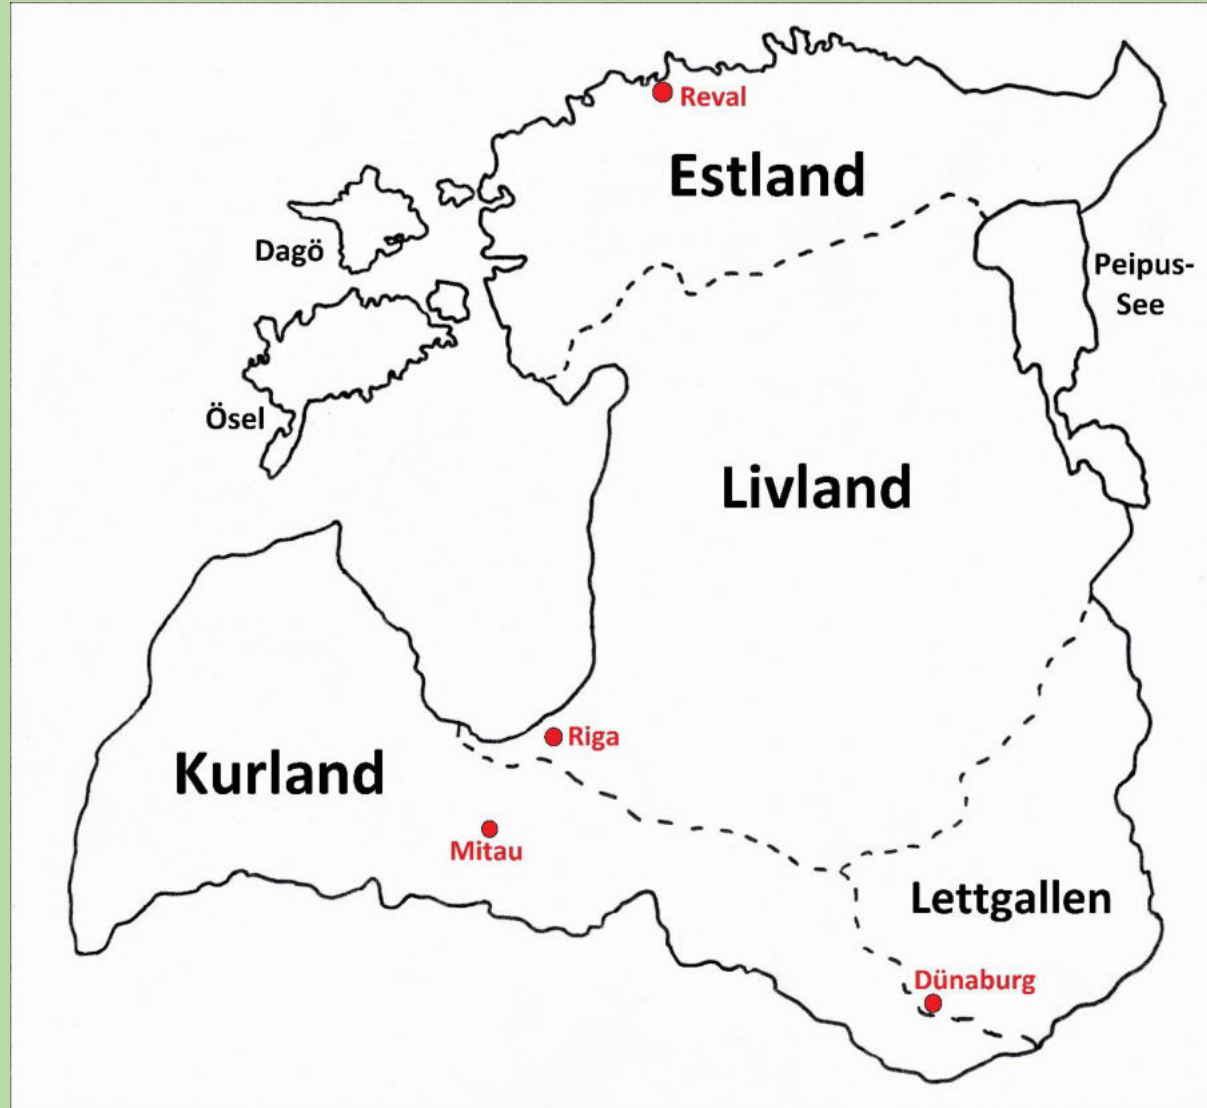 Reval
Estland
Dagö
Peipus-
See
Ösel
Livland
Riga
Kurland
Mitau
Lettgallen
Dünaburg